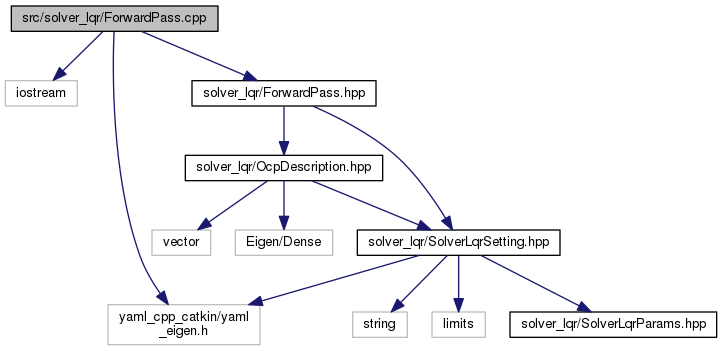 src/solver_lqr/ForwardPass.cpp
iostream
solver_lqr/ForwardPass.hpp
solver_lqr/OcpDescription.hpp
vector
Eigen/Dense
solver_lqr/SolverLqrSetting.hpp
yaml_cpp_catkin/yaml
_eigen.h
string
limits
solver_lqr/SolverLqrParams.hpp